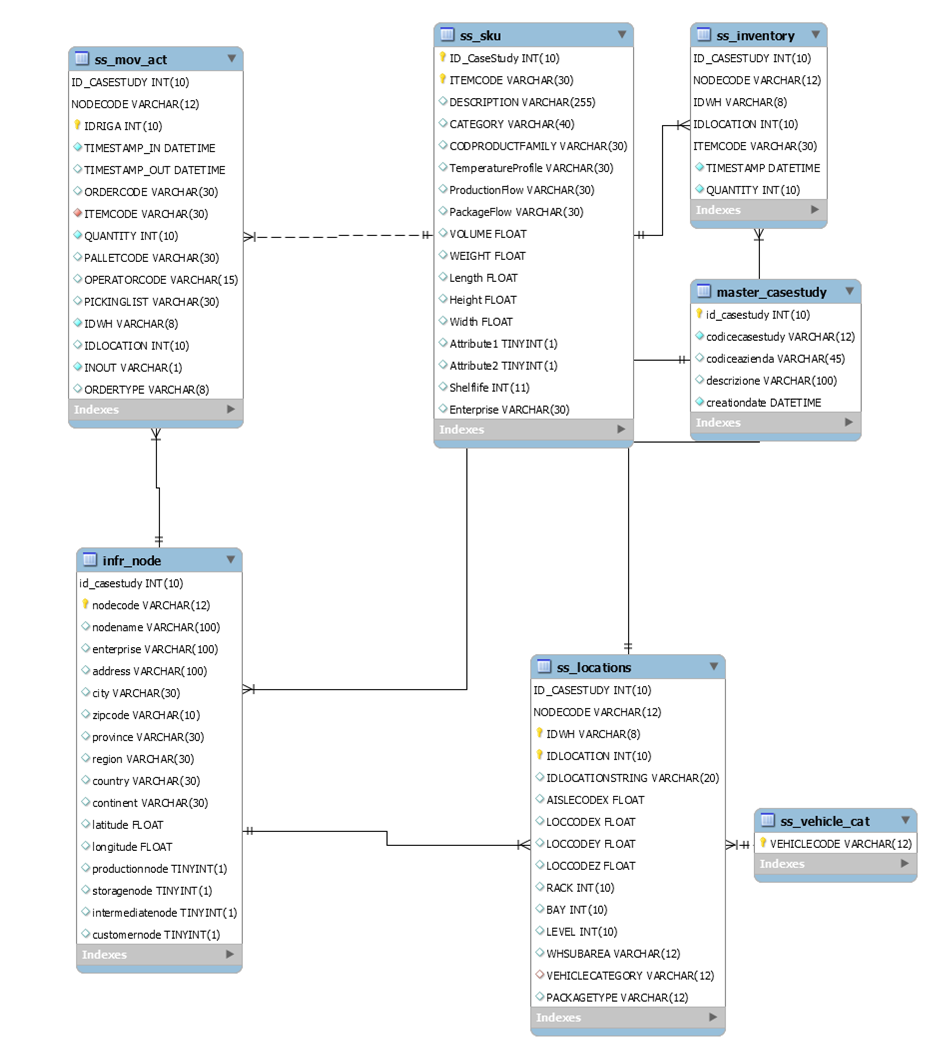 ss_mov_act
ID_CASESTUDY INT(10)
NODECODE VARCHAR(12)
IDRIGA INT(10)
TIMESTAMP_IN DATETIME
TIMESTAMP_OUT DATETIME
ORDERCODE VARCHAR(30)
ITEMCODE VARCHAR(30)
QUANTITY INT(10)
PALLETCODE VARCHAR(30)
OPERATORCODE VARCHAR(15)
PICKINGLIST VARCHAR(30)
IDWH VARCHAR(8)
IDLOCATION INT(10)
INOUT VARCHAR(1)
ORDERTYPE VARCHAR(8)
Indexes
ss_sku
ID_CaseStudy INT(10)
ITEMCODE VARCHAR(30)
DESCRIPTION VARCHAR(255)
CATEGORY VARCHAR(40)
CODPRODUCTFAMILY VARCHAR(30)
TemperatureProfile VARCHAR(30)
ProductionFlow VARCHAR(30)
PackageFlow VARCHAR(30)
VOLUME FLOAT
WEIGHT FLOAT
Length FLOAT
Height FLOAT
Width FLOAT
Attribute1 TINYINT(1)
Attribute2 TINYINT(1)
Shelflife INT(11)
Enterprise VARCHAR(30)
Indexes
ss_inventory
ID_CASESTUDY INT(10)
NODECODE VARCHAR(12)
IDWH VARCHAR(8)
IDLOCATION INT(10)
ITEMCODE VARCHAR(30)
TIMESTAMP DATETIME
QUANTITY INT(10)
Indexes
master_casestudy
id_casestudy INT(10)
codicecasestudy VARCHAR(12)
codiceazienda VARCHAR(45)
descrizione VARCHAR(100)
creationdate DATETIME
Indexes
infr_node
id_casestudy INT(10)
nodecode VARCHAR(12)
nodename VARCHAR(100)
enterprise VARCHAR(100)
address VARCHAR(100)
city VARCHAR(30)
zipcode VARCHAR(10)
province VARCHAR(30)
region VARCHAR(30)
country VARCHAR(30)
continent VARCHAR(30)
latitude FLOAT
longitude FLOAT
productionnode TINYINT(1)
storagenode TINYINT(1)
intermediatenode TINYINT(1)
customernode TINYINT(1)
Indexes
ss_locations
ID_CASESTUDY INT(10)
NODECODE VARCHAR(12)
IDWH VARCHAR(8)
IDLOCATION INT(10)
IDLOCATIONSTRING VARCHAR(20)
AISLECODEX FLOAT
LOCCODEX FLOAT
LOCCODEY FLOAT
LOCCODEZ FLOAT
RACK INT(10)
BAY INT(10)
LEVEL INT(10)
WHSUBAREA VARCHAR(12)
VEHICLECATEGORY VARCHAR(12)
PACKAGETYPE VARCHAR(12)
Indexes
ss_vehicle_cat
VEHICLECODE VARCHAR(12)
Indexes